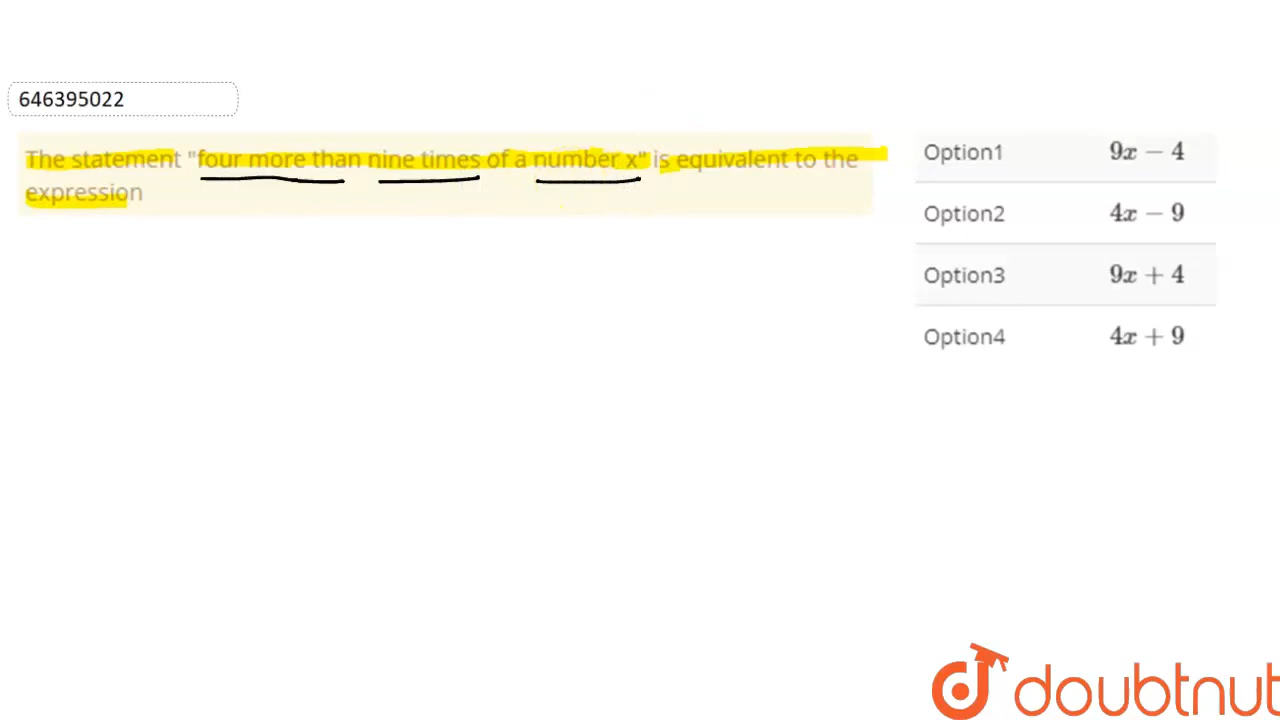 646395022
The statement "four more than nine times of a number x" is equivalent to the
expression
Option1 9x − 4
Option2 4x − 9
Option3 9x + 4
Option4 4x + 9
doubtnut